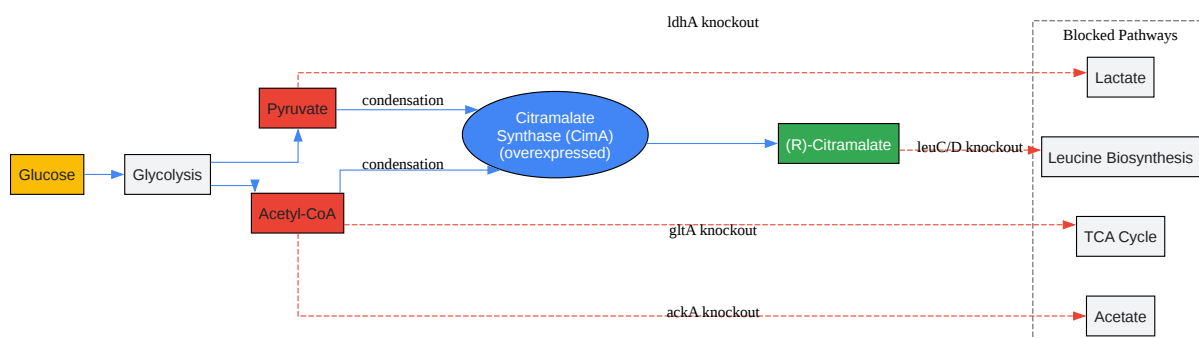 ldhA knockout
Blocked Pathways
Lactate
Pyruvate
condensation
Citramalate
Synthase (CimA)
(overexpressed)
(R)-Citramalate
leuC/D knockout
Leucine Biosynthesis
condensation
Glucose
Glycolysis
Acetyl-CoA
gltA knockout
TCA Cycle
ackA knockout
Acetate